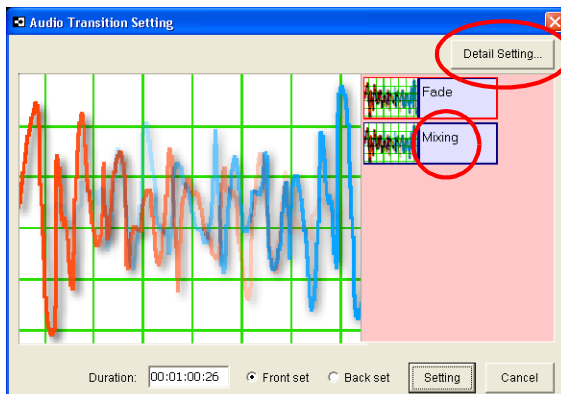 Audio Transition Setting
Detail Setting...
Fade
Mixing
Duration: 00:01:00:26 Front set Back set Setting Cancel